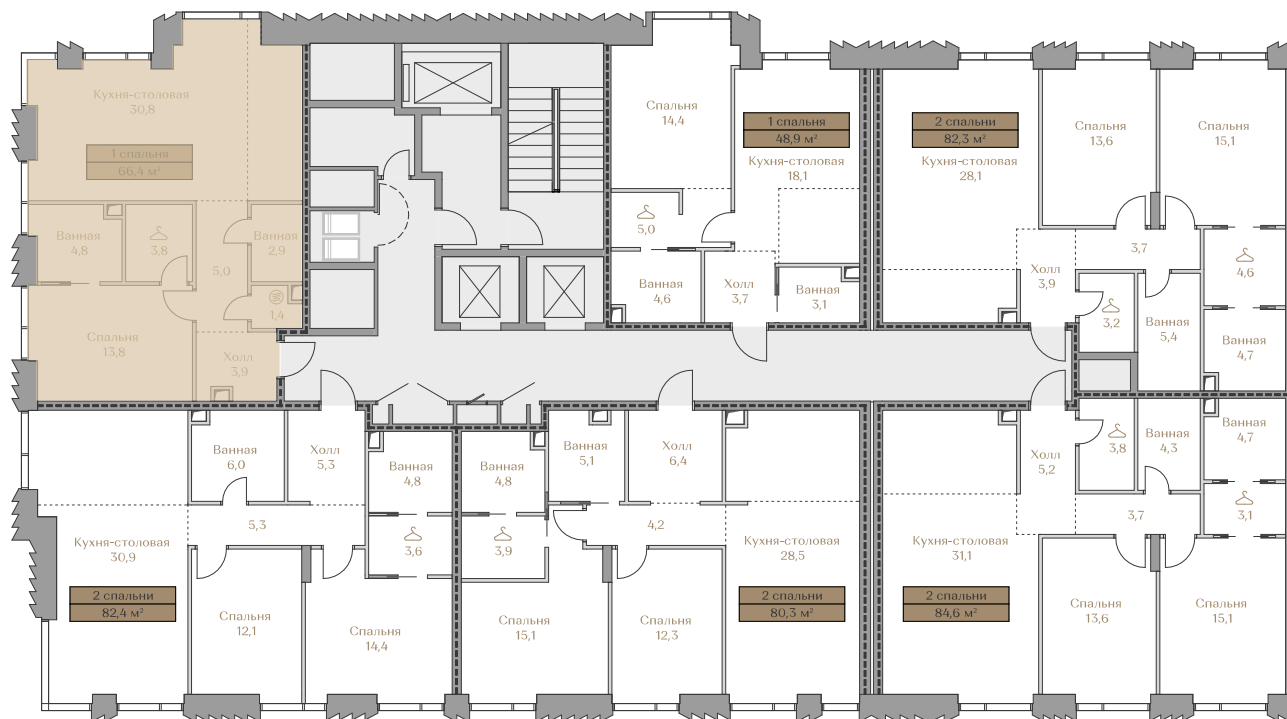 Кухня-столовая
30,8
1 спальня
66,4 м²
Ванная
4,8
3,8
5,0
Ванная
2,9
1,4
Спальня
13,8
Холл
3,9
Спальня
14,4
1 спальня
48,9 м²
Кухня-столовая
18,1
5,0
Ванная
4,6
Холл
3,7
Ванная
3,1
2 спальни
82,3 м²
Кухня-столовая
28,1
Спальня
13,6
Спальня
15,1
3,7
Холл
3,9
4,6
3,2
Ванная
5,4
Ванная
4,7
Ванная
6,0
Холл
5,3
Ванная
4,8
5,3
3,6
Кухня-столовая
30,9
2 спальни
82,4 м²
Спальня
12,1
Спальня
14,4
Ванная
4,8
Ванная
5,1
Холл
6,4
3,9
4,2
Кухня-столовая
28,5
2 спальни
80,3 м²
Спальня
15,1
Спальня
12,3
Холл
5,2
3,8
Ванная
4,3
Ванная
4,7
3,7
3,1
Кухня-столовая
31,1
2 спальни
84,6 м²
Спальня
13,6
Спальня
15,1